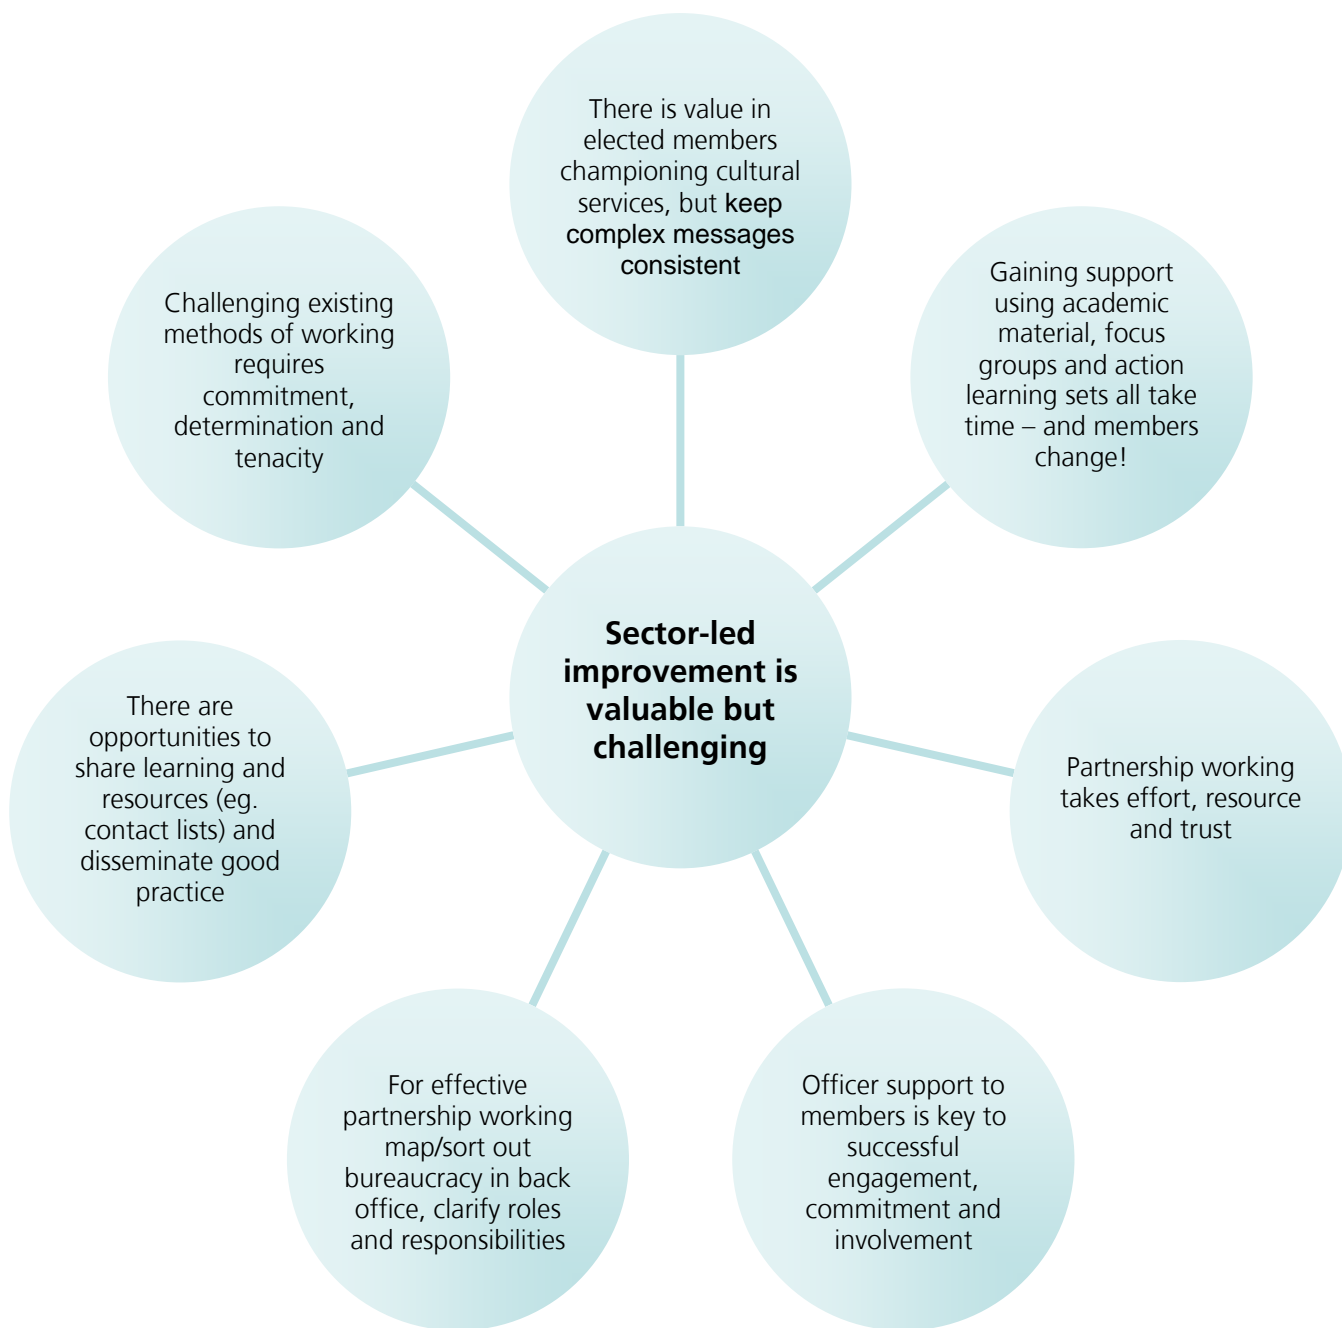 There is value in
elected members
championing cultural
services, but keep
complex messages
consistent
Gaining support
using academic
material, focus
groups and action
learning sets all take
time – and members
change!
Partnership working
takes effort, resource
and trust
Officer support to
members is key to
successful
engagement,
commitment and
involvement
For effective
partnership working
map/sort out
bureaucracy in back
office, clarify roles
and responsibilities
There are
opportunities to
share learning and
resources (eg.
contact lists) and
disseminate good
practice
Challenging existing
methods of working
requires
commitment,
determination and
tenacity
Sector-led
improvement is
valuable but
challenging